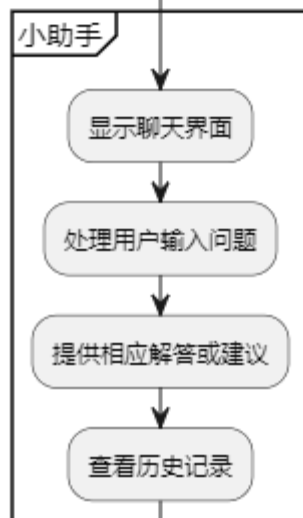 小助手
显示聊天界面
处理用户输入问题
提供相应解答或建议
查看历史记录